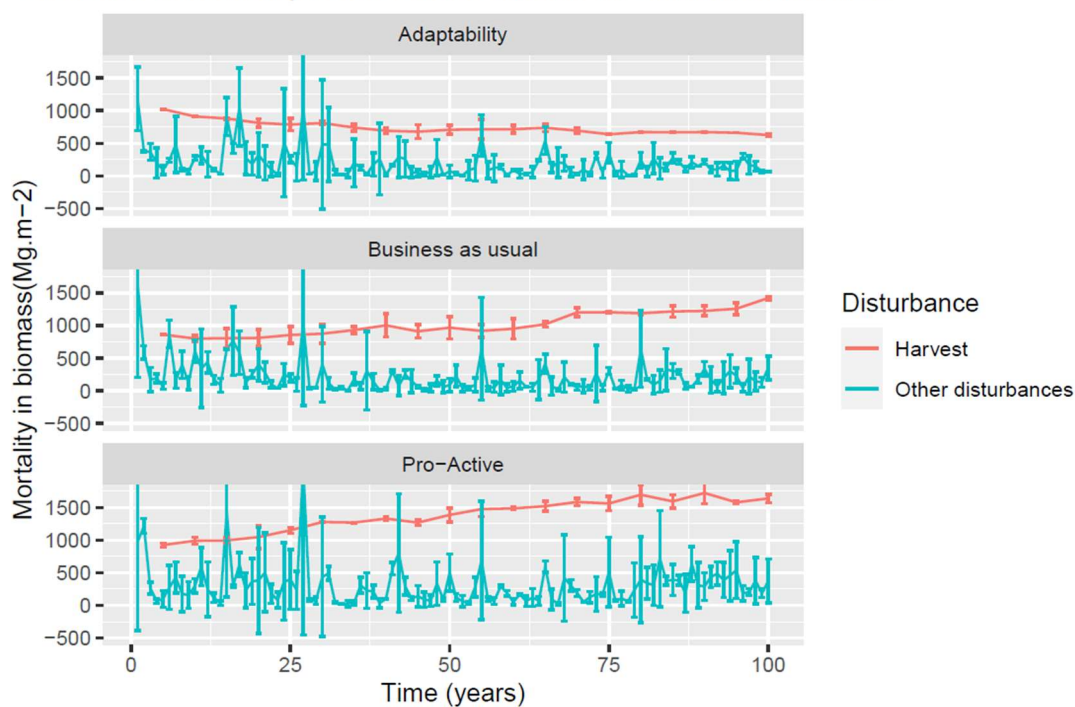 Adaptability
1500
1000
500
0
−500
Business as usual
1500
1000
500
0
−500
Pro−Active
1500
1000
500
0
−500
Mortality in biomass(Mg.m−2)
0 25 50 75 100
Time (years)
Disturbance
Harvest
Other disturbances